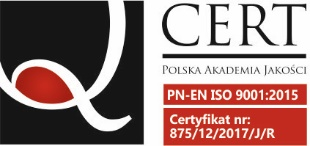 Q CERT
POLSKA AKADEMIA JAKOŚCI
PN-EN ISO 9001:2015
Certyfikat nr:
875/12/2017/J/R